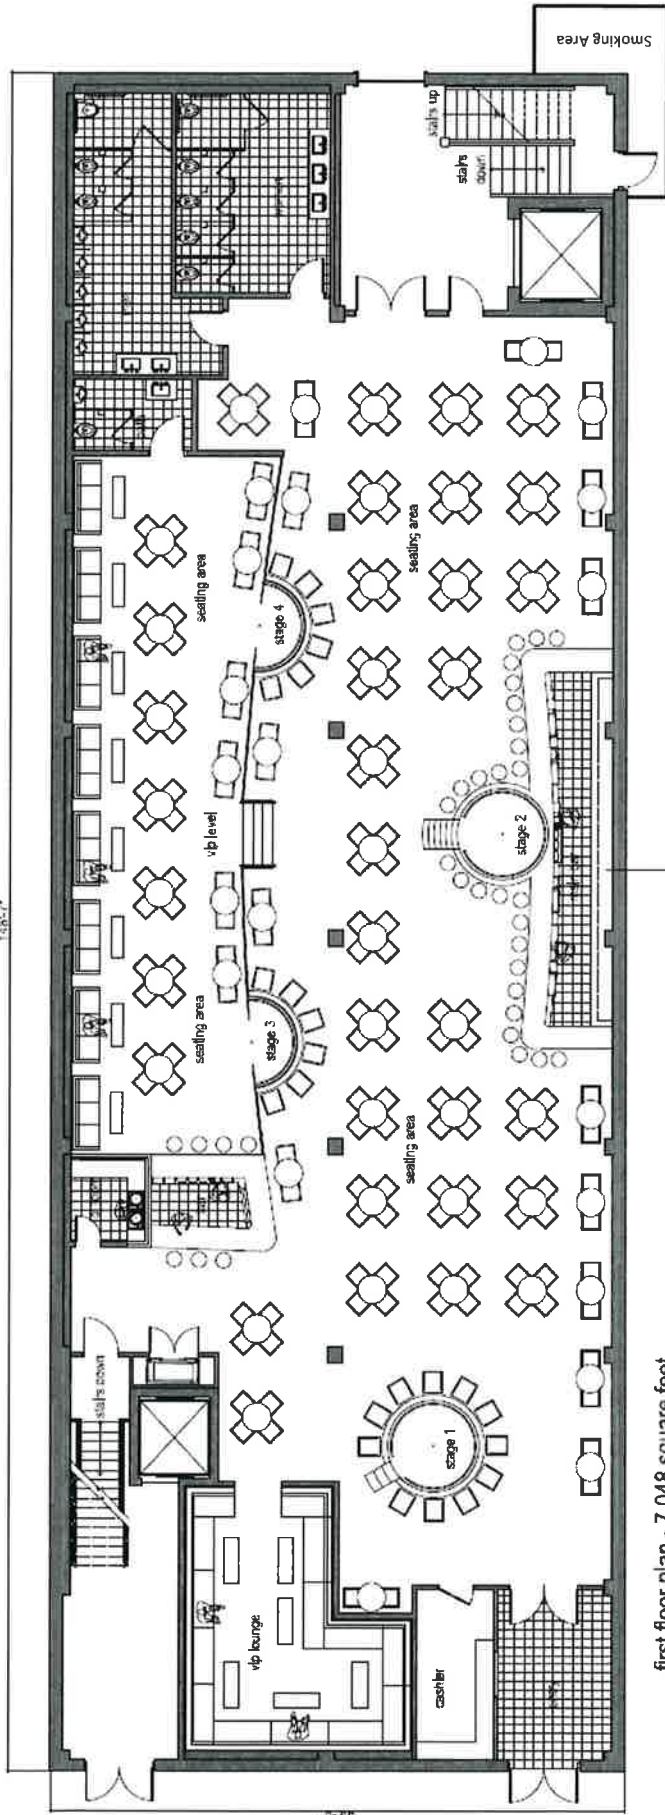 Smoking Area
stairs up
stairs
down
seating area
stage 4
seating area
vip level
stage 2
seating area
stage 3
seating area
stairs down
stage 1
vip lounge
cashier
first floor plan - 7,048 square foot